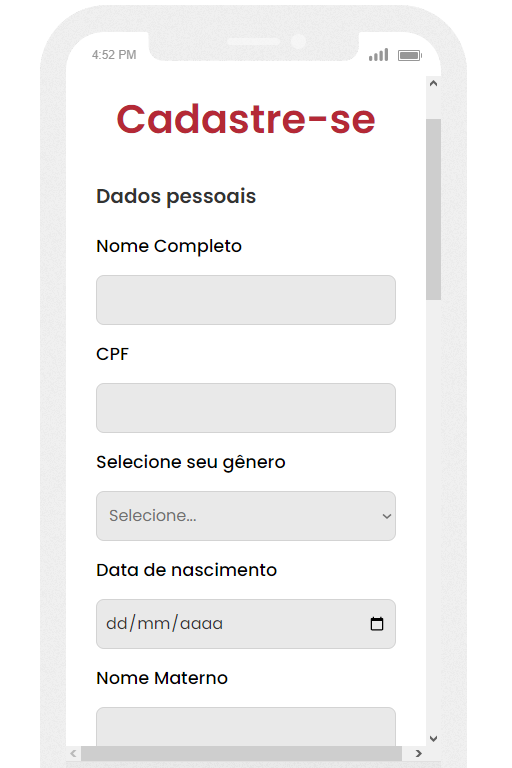 4:52 PM
Cadastre-se
Dados pessoais
Nome Completo
CPF
Selecione seu gênero
Selecione...
Data de nascimento
dd/mm/aaaa
Nome Materno